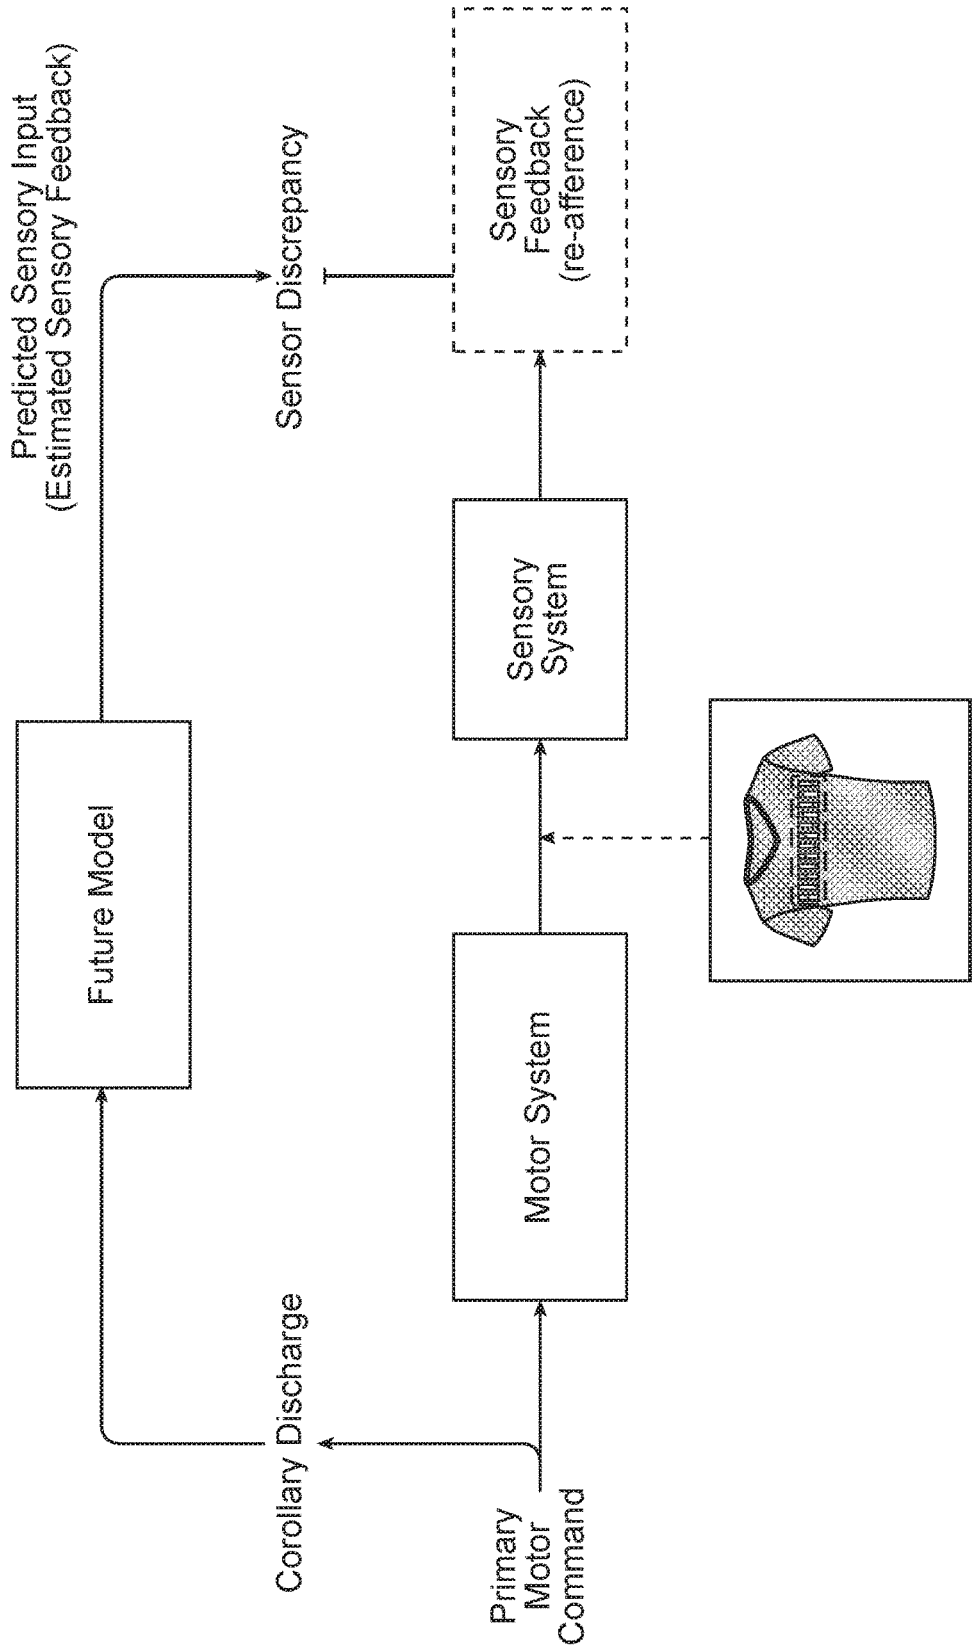 Predicted Sensory Input
(Estimated Sensory Feedback)
Future Model
Corollary Discharge
Sensor Discrepancy
Primary
Motor
Command
Motor System
Sensory
System
Sensory
Feedback
(re-afference)